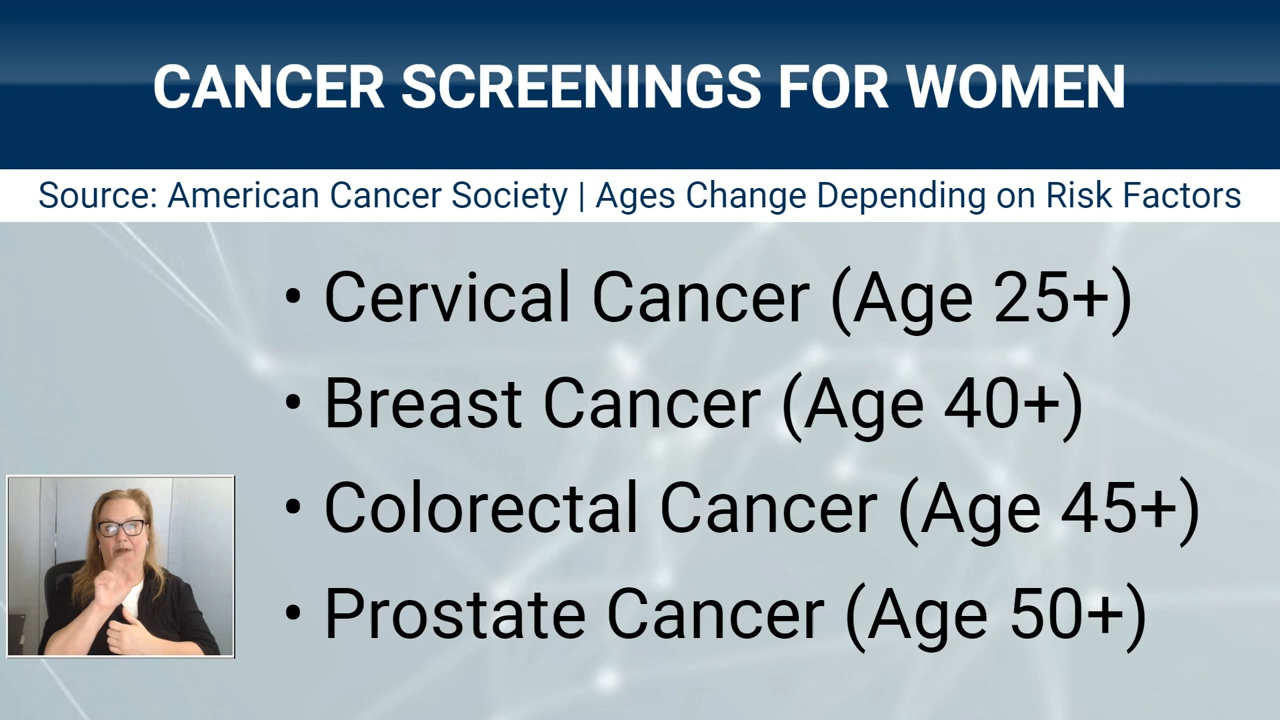 CANCER SCREENINGS FOR WOMEN
Source: American Cancer Society | Ages Change Depending on Risk Factors
• Cervical Cancer (Age 25+)
• Breast Cancer (Age 40+)
• Colorectal Cancer (Age 45+)
• Prostate Cancer (Age 50+)